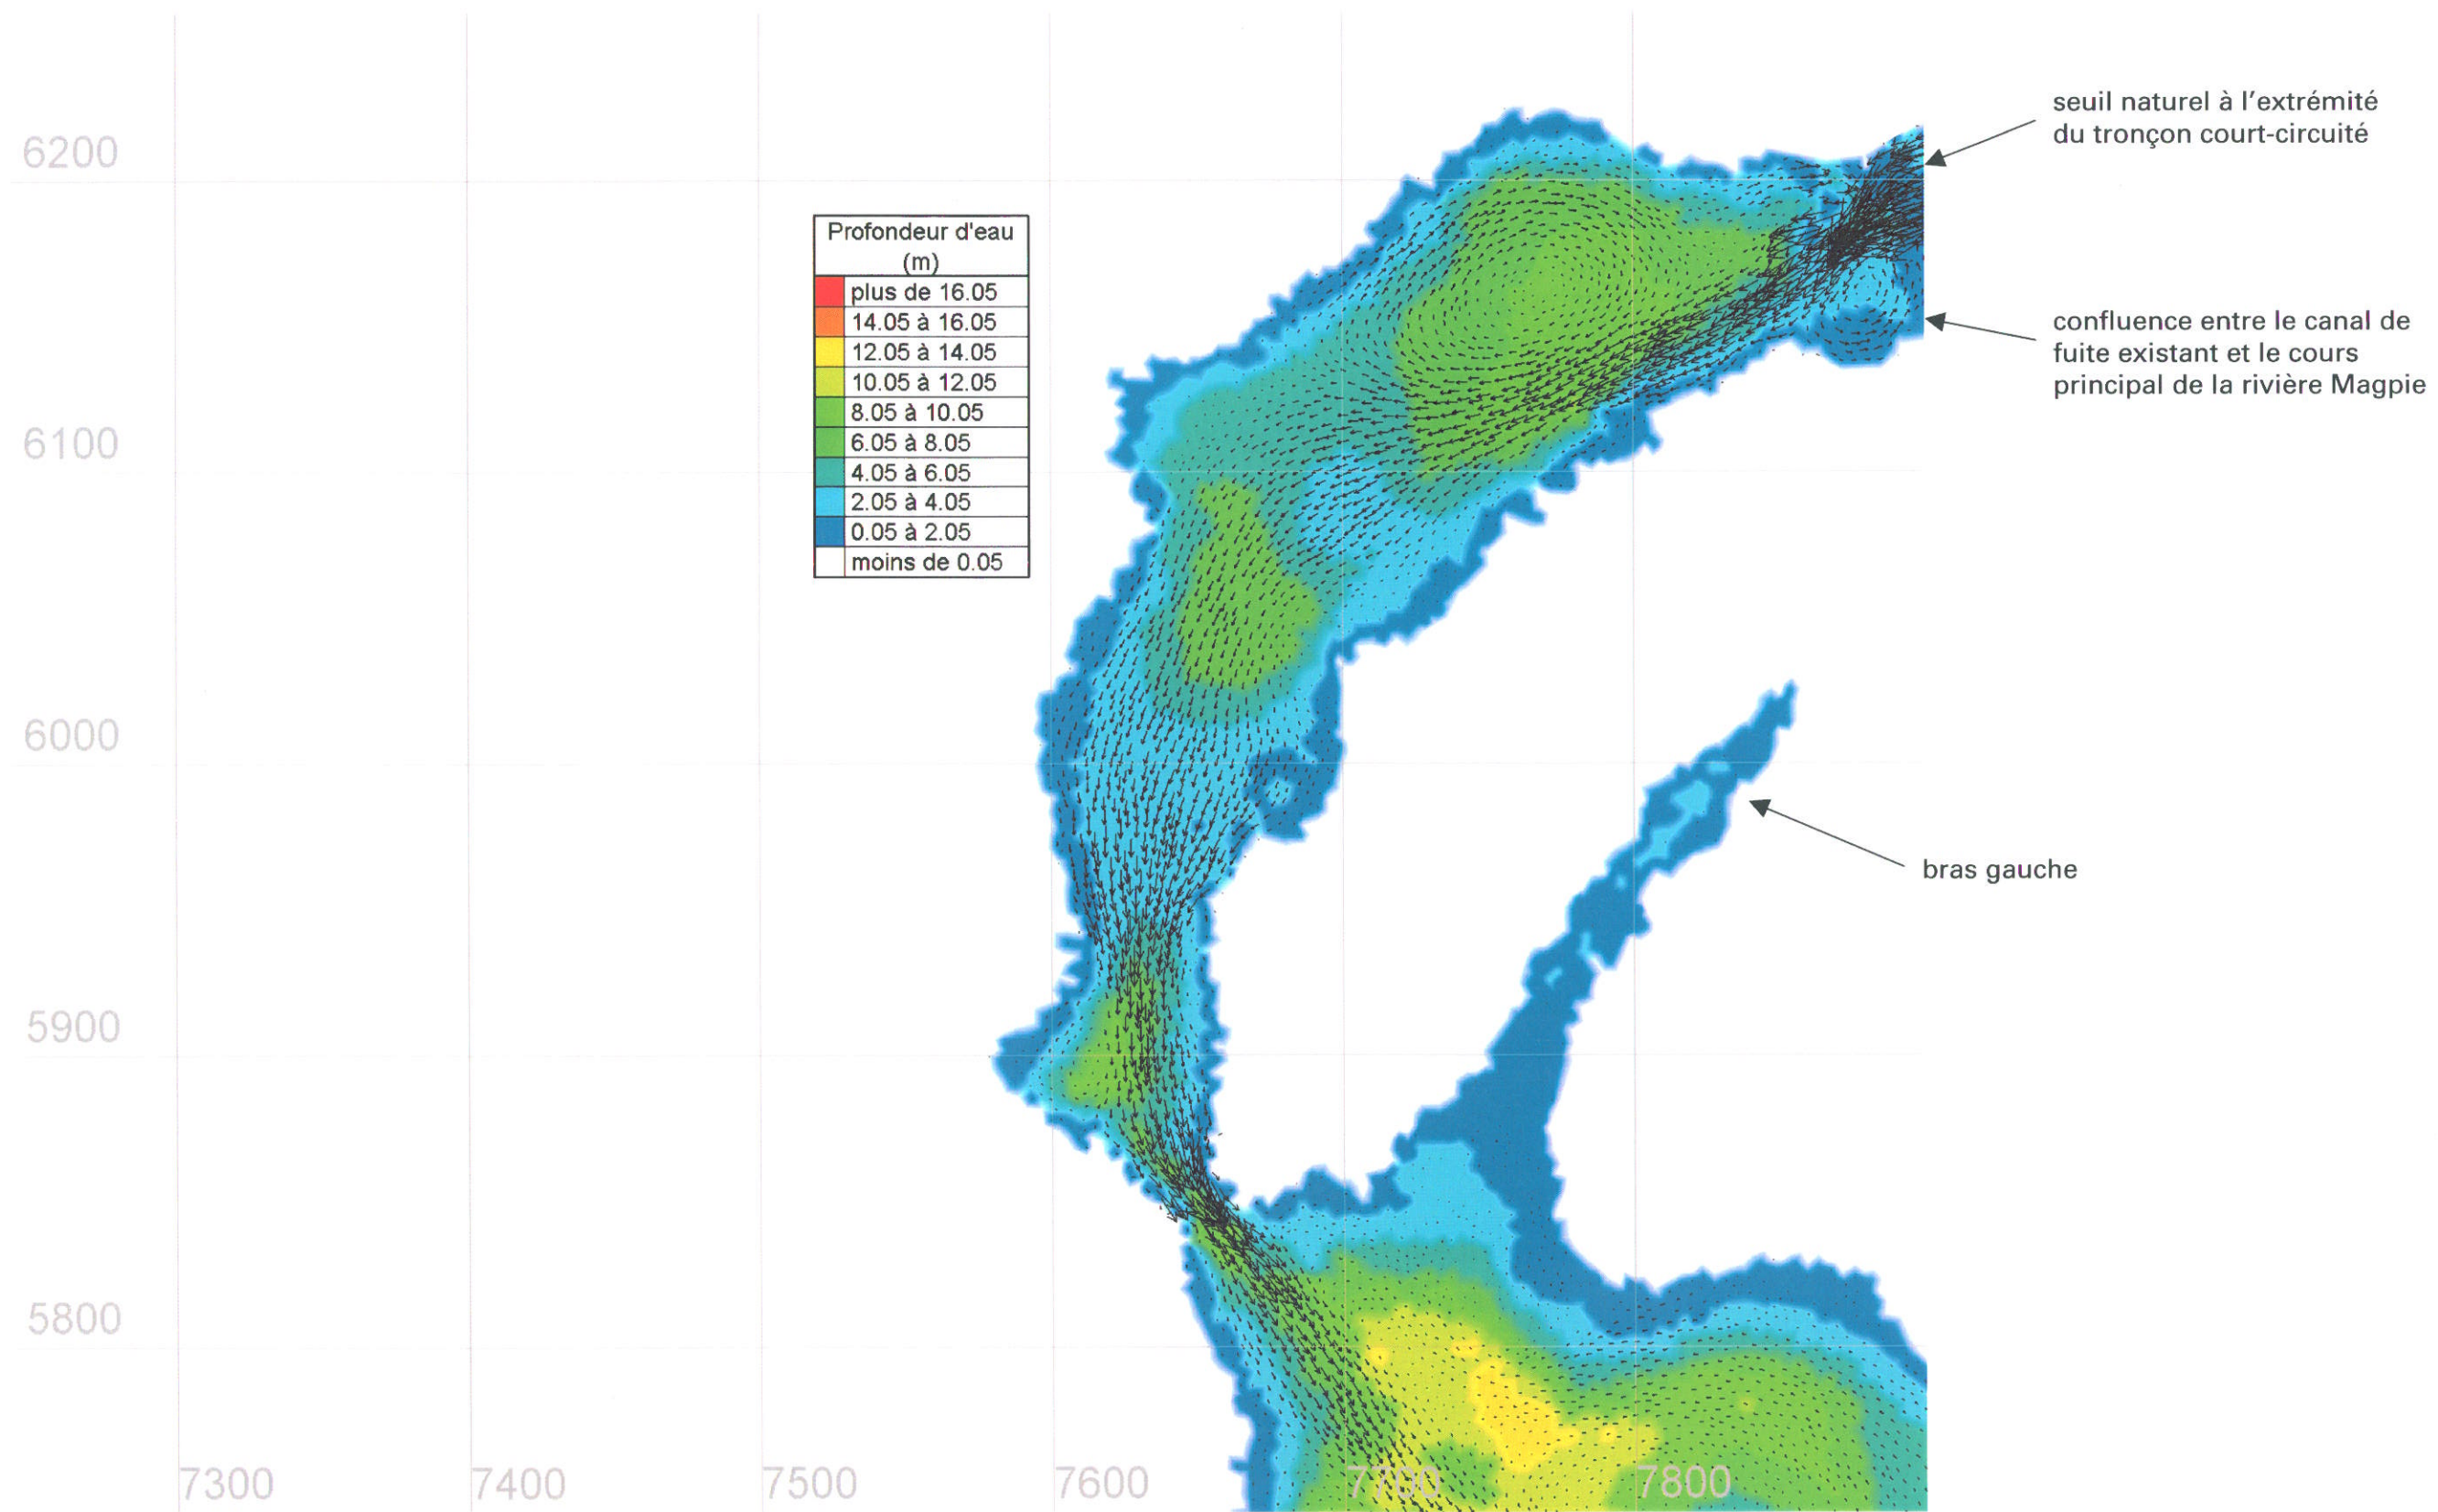 seuil naturel à l'extrémité
du tronçon court-circuité
6200
Profondeur d'eau
(m)
plus de 16.05
14.05 à 16.05
12.05 à 14.05
10.05 à 12.05
8.05 à 10.05
6.05 à 8.05
4.05 à 6.05
2.05 à 4.05
0.05 à 2.05
moins de 0.05
confluence entre le canal de
fuite existant et le cours
principal de la rivière Magpie
6100
6000
bras gauche
5900
5800
7300
7400
7500
7600
7700
7800